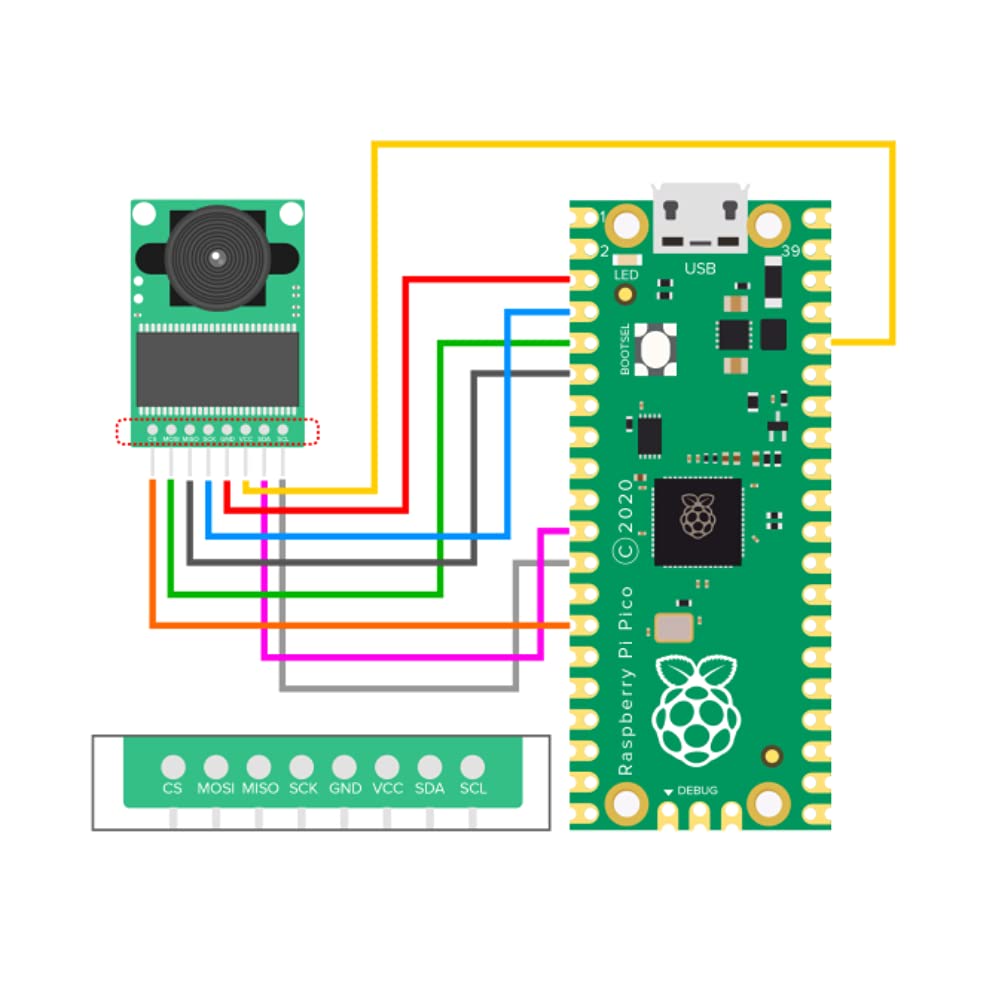 1
2
39
LED
USB
BOOTSEL
CS MOSI MISO SCK GND VCC SDA SCL
© 2020
Raspberry Pi Pico
DEBUG
CS MOSI MISO SCK GND VCC SDA SCL